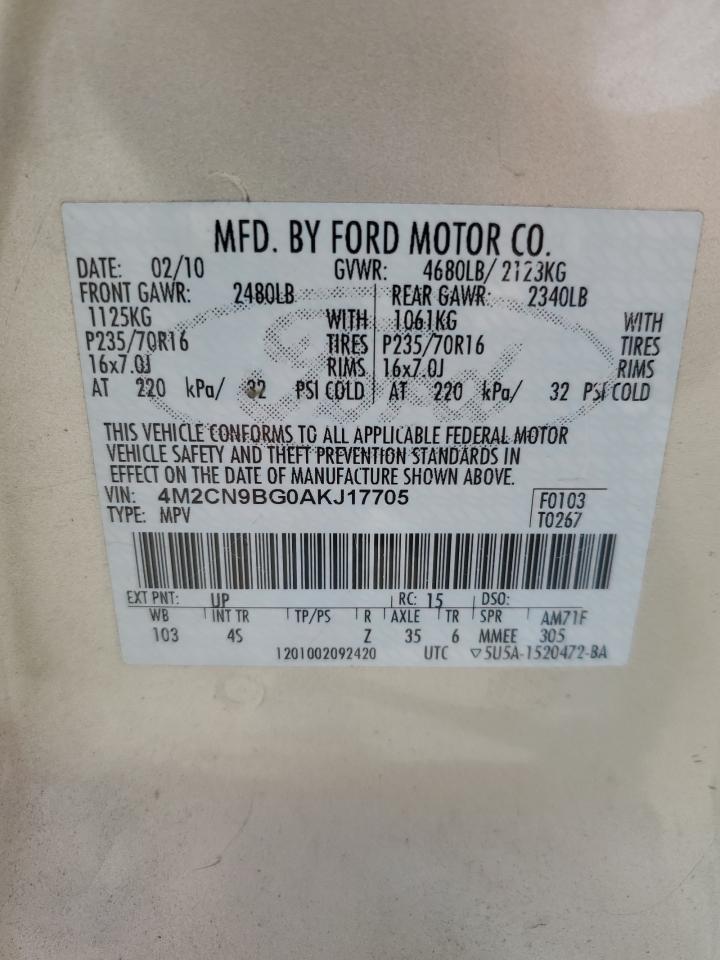 MFD. BY FORD MOTOR CO.
DATE: 02/10 GVWR: 4680LB/ 2123KG
FRONT GAWR: 2480LB REAR GAWR: 2340LB
1125KG WITH 1061KG WITH
P235/70R16 TIRES P235/70R16 TIRES
16x7.0J RIMS 16x7.0J RIMS
AT 220 kPa/ 32 PSI COLD AT 220 kPa/ 32 PSI COLD
THIS VEHICLE CONFORMS TO ALL APPLICABLE FEDERAL MOTOR
VEHICLE SAFETY AND THEFT PREVENTION STANDARDS IN
EFFECT ON THE DATE OF MANUFACTURE SHOWN ABOVE.
VIN: 4M2CN9BG0AKJ17705 F0103
TYPE: MPV T0267
EXT PNT: UP RC: 15 DSO:
WB INT TR TP/PS R AXLE TR SPR AM71F
103 4S Z 35 6 MMEE 305
1201002092420 UTC ▽5U5A-1520472-BA